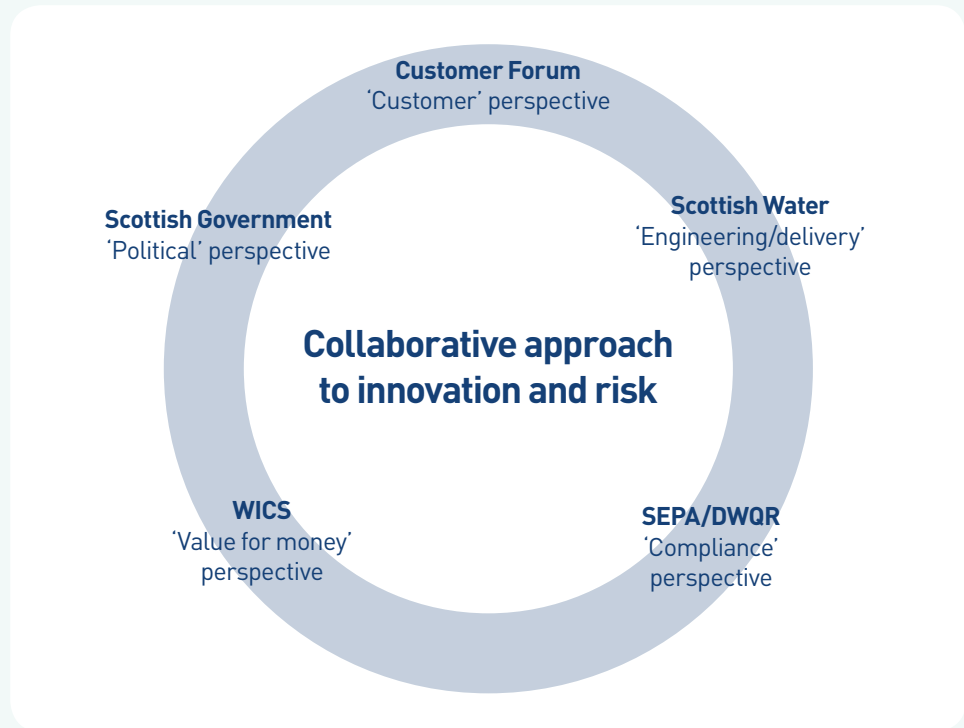 Customer Forum
‘Customer’ perspective
Scottish Government
‘Political’ perspective
Scottish Water
‘Engineering/delivery’
perspective
Collaborative approach
to innovation and risk
WICS
‘Value for money’
perspective
SEPA/DWQR
‘Compliance’
perspective